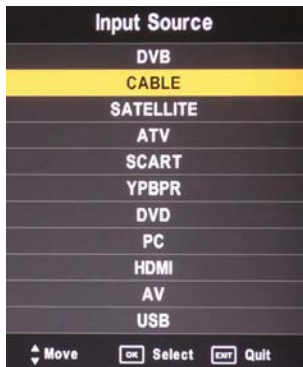 Input Source
DVB
CABLE
SATELLITE
ATV
SCART
YPBPR
DVD
PC
HDMI
AV
USB
Move OK Select EXIT Quit